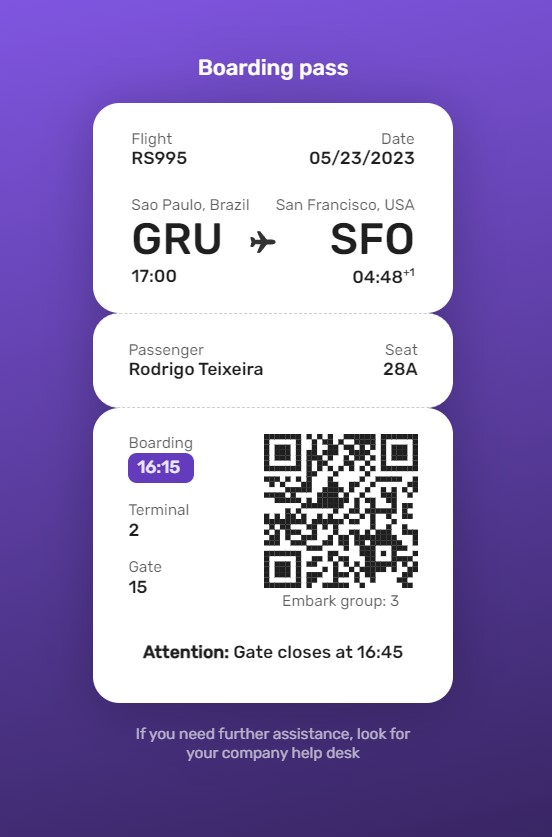 Boarding pass
Flight Date
RS995 05/23/2023
Sao Paulo, Brazil San Francisco, USA
GRU SFO
17:00 04:48+1
Passenger Seat
Rodrigo Teixeira 28A
Boarding
16:15
Terminal
2
Gate
15
Embark group: 3
Attention: Gate closes at 16:45
If you need further assistance, look for
your company help desk